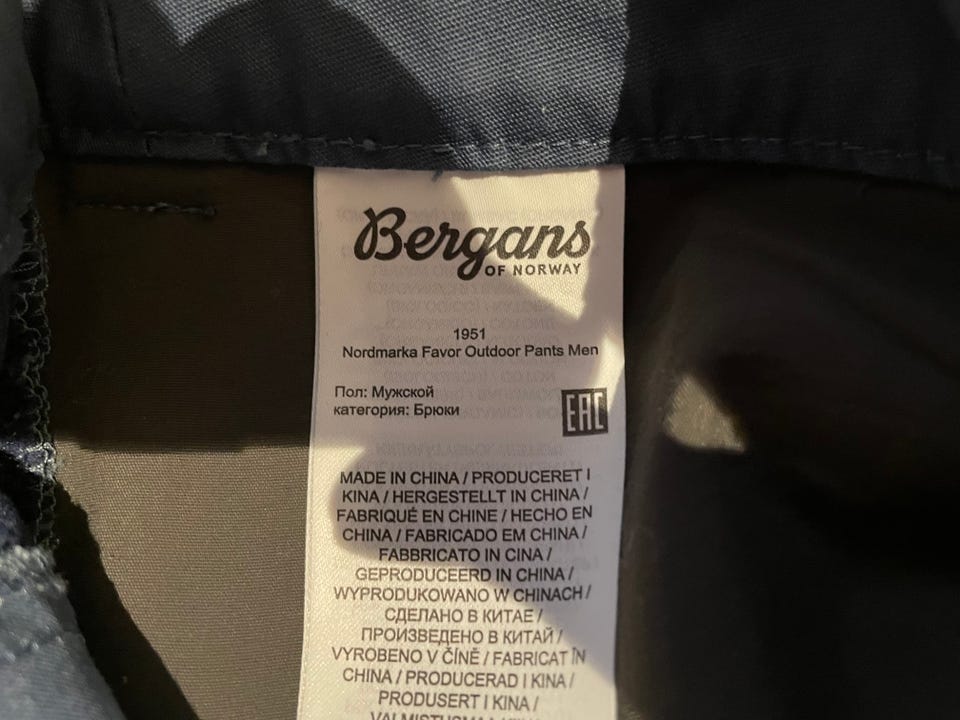 Bergans
OF NORWAY
1951
Nordmarka Favor Outdoor Pants Men
Пол: Мужской
категория: Брюки
EAC
MADE IN CHINA / PRODUCERET I
KINA / HERGESTELLT IN CHINA /
FABRIQUÉ EN CHINE / HECHO EN
CHINA / FABRICADO EM CHINA /
FABBRICATO IN CINA /
GEPRODUCEERD IN CHINA /
WYPRODUKOWANO W CHINACH /
СДЕЛАНО В КИТАЕ /
ПРОИЗВЕДЕНО В КИТАЙ /
VYROBENO V ČÍNĚ / FABRICAT ÎN
CHINA / PRODUCERAD I KINA /
PRODUSERT I KINA /